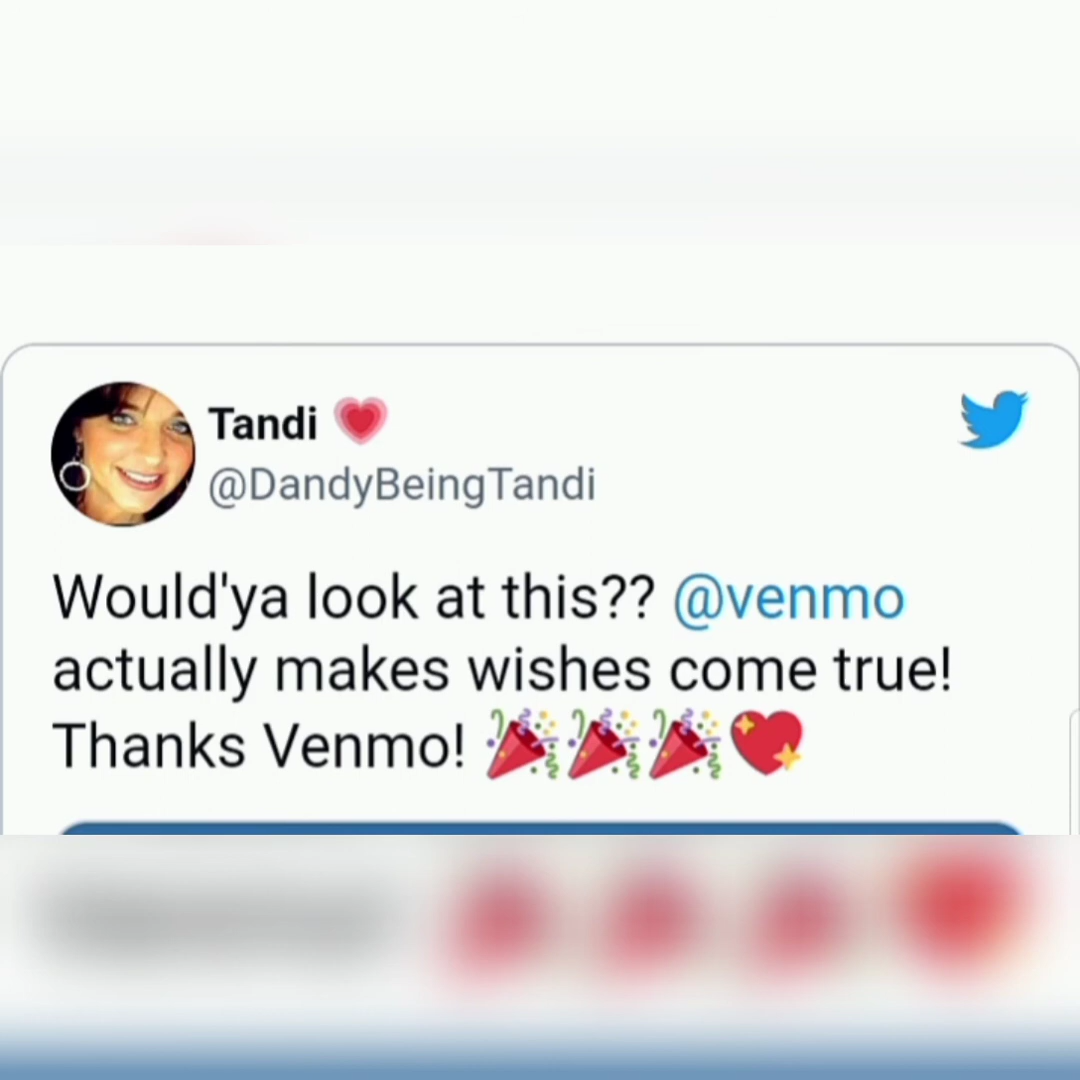 Tandi 💗
@DandyBeingTandi
Would'ya look at this?? @venmo
actually makes wishes come true!
Thanks Venmo! 🎉🎉🎉💖